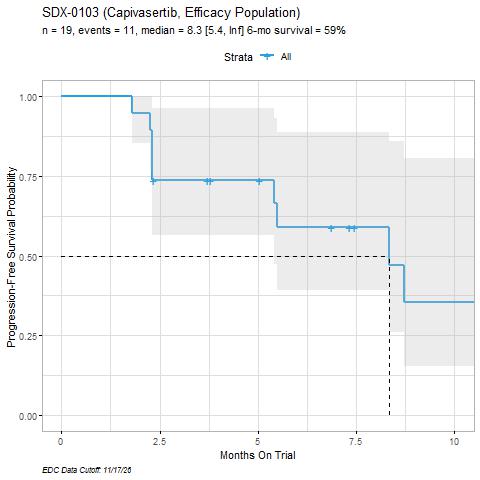 SDX-0103 (Capivasertib, Efficacy Population)
n = 19, events = 11, median = 8.3 [5.4, Inf] 6-mo survival = 59%
Strata All
1.00
0.75
0.50
0.25
0.00
Progression-Free Survival Probability
0 2.5 5 7.5 10
Months On Trial
EDC Data Cutoff: 11/17/26